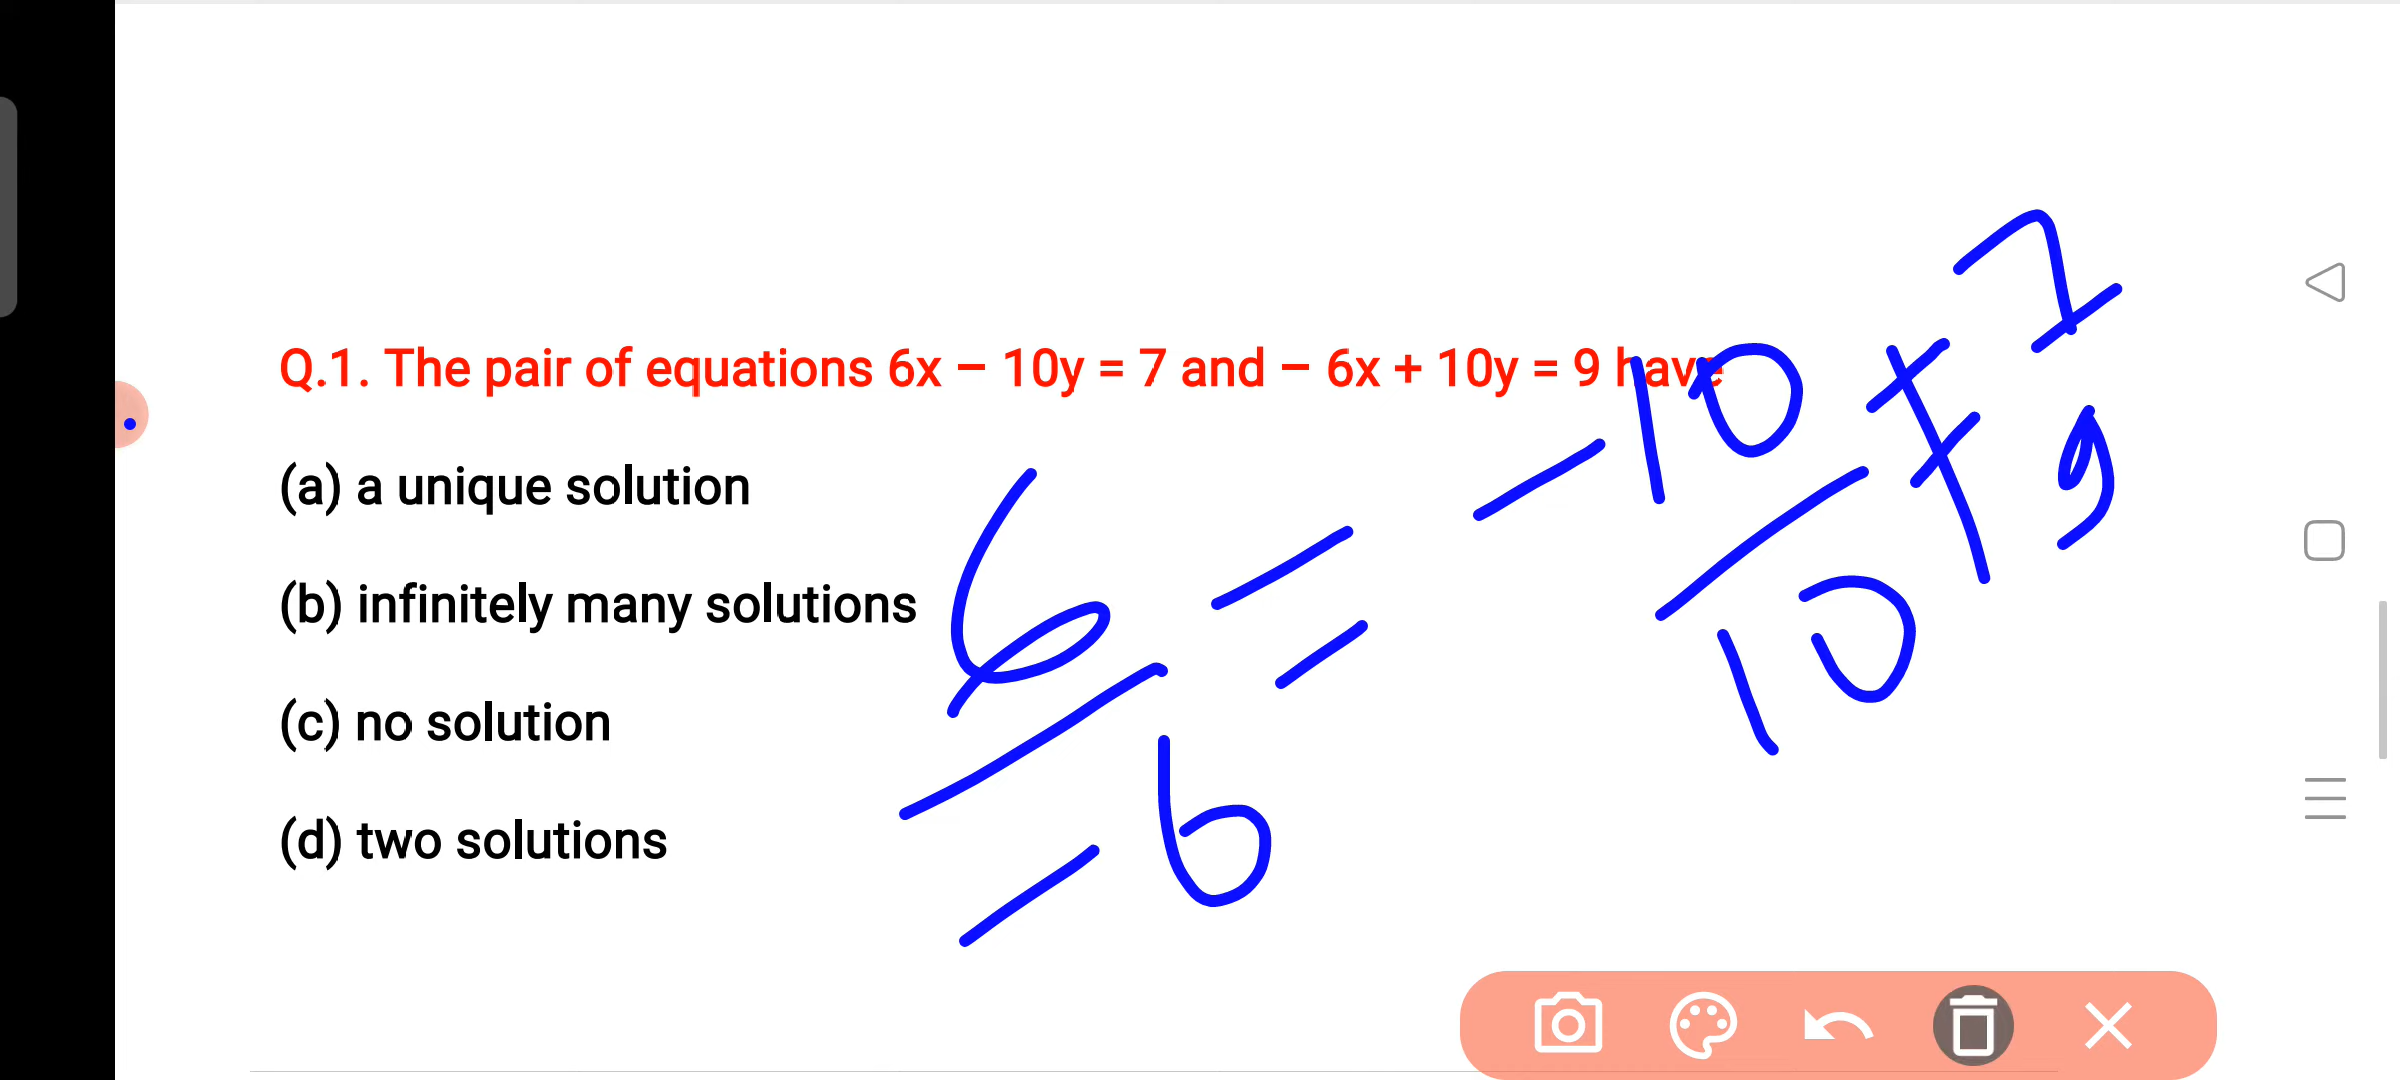 Q.1. The pair of equations 6x – 10y = 7 and – 6x + 10y = 9 have
(a) a unique solution
(b) infinitely many solutions
(c) no solution
(d) two solutions
6/-6 = -10/10 ≠ 7/9